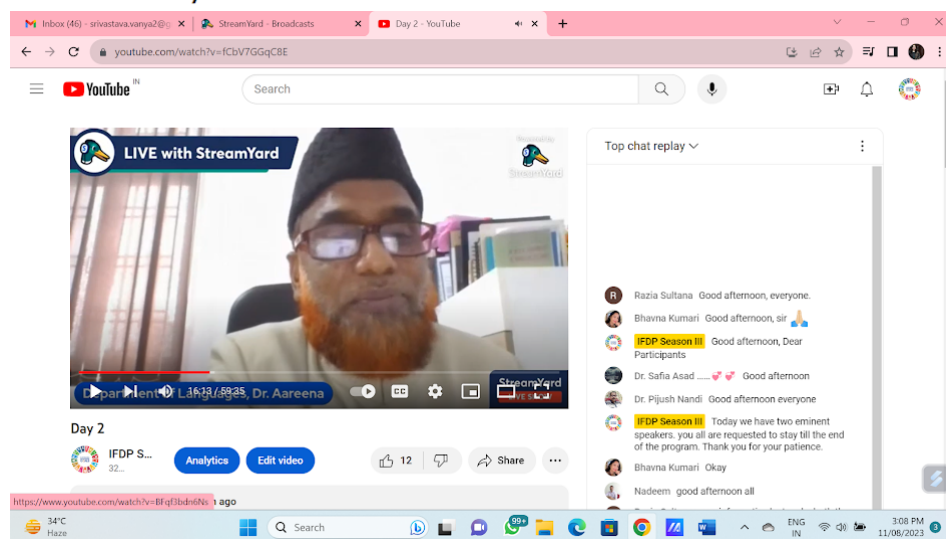 Inbox (46) - srivastava.vanya2@g
StreamYard - Broadcasts
Day 2 - YouTube
youtube.com/watch?v=fCbV7GGqC8E
YouTube IN
Search
LIVE with StreamYard
StreamYard
Department of Languages, Dr. Aareena
16:13 / 59:35
CC
StreamYard
Top chat replay
R Razia Sultana Good afternoon, everyone.
Bhavna Kumari Good afternoon, sir 🙏🏼
IFDP Season III Good afternoon, Dear
Participants
Dr. Safia Asad ...... 💞 💞 Good afternoon
Dr. Pijush Nandi Good afternoon everyone
IFDP Season III Today we have two eminent
speakers. you all are requested to stay till the end
of the program. Thank you for your patience.
Bhavna Kumari Okay
Nadeem good afternoon all
Day 2
IFDP S...
32...
Analytics
Edit video
12
Share
https://www.youtube.com/watch?v=BFqf3bdn6Ns
ago
34°C
Haze
Search
99+
ENG
IN
3:08 PM
11/08/2023
3